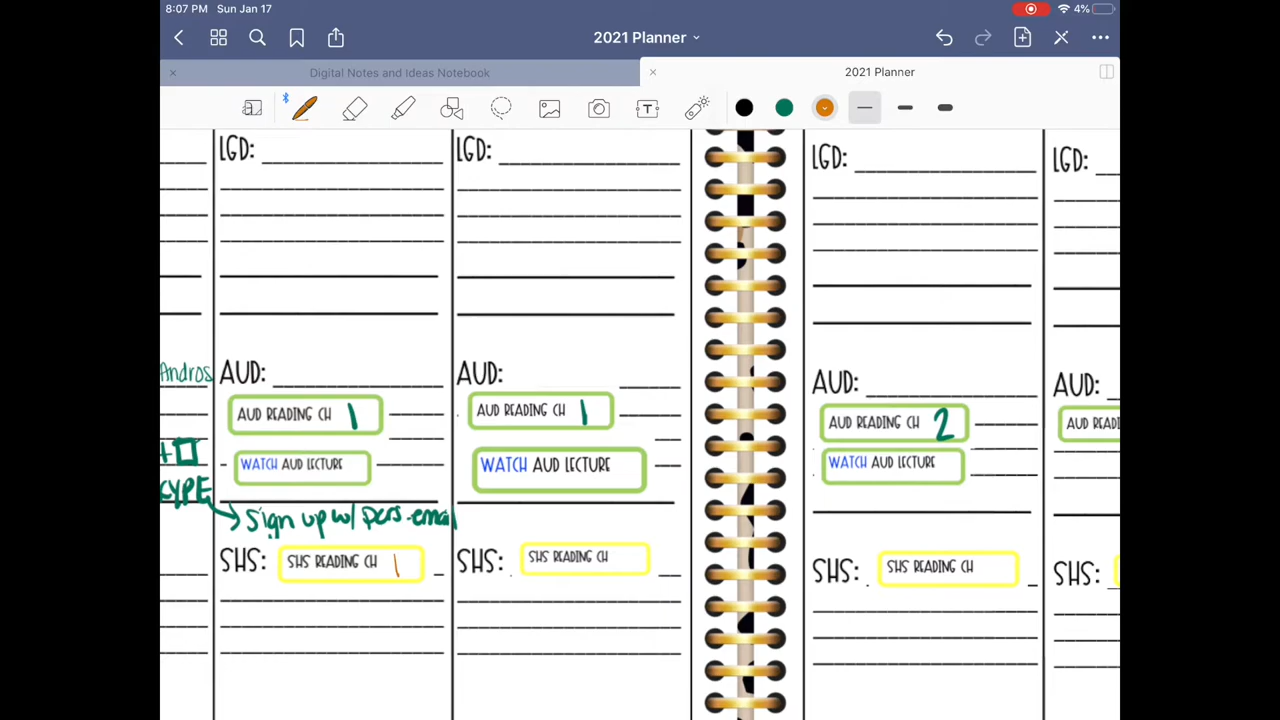 8:07 PM Sun Jan 17
4%
2021 Planner
Digital Notes and Ideas Notebook
2021 Planner
T
LGD:
LGD:
LGD:
LGD:
Andros
AUD:
AUD:
AUD:
AUD:
AUD READING CH 1
AUD READING CH 1
AUD READING CH 2
AUD READI
WATCH AUD LECTURE
WATCH AUD LECTURE
WATCH AUD LECTURE
Sign up w/ pers. email
SHS:
SHS READING CH 1
SHS:
SHS READING CH
SHS:
SHS READING CH
SHS: